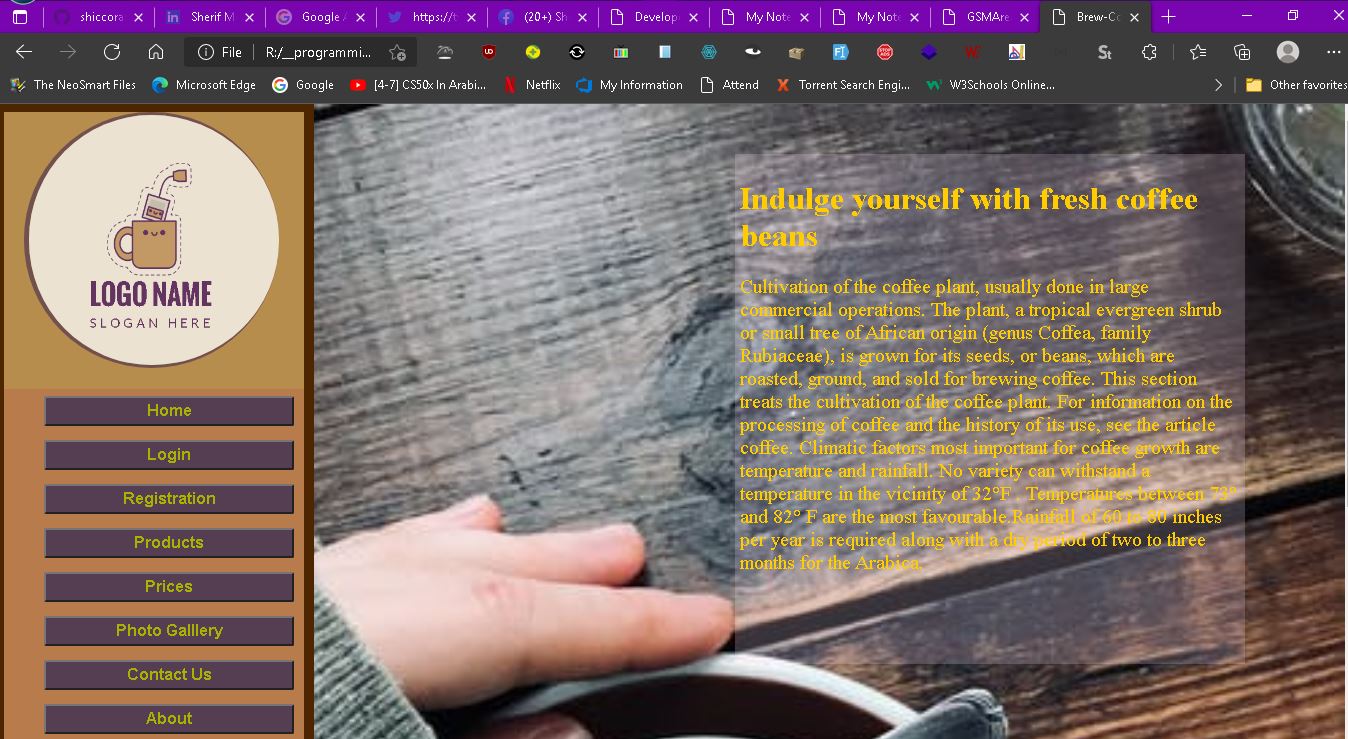 shiccora
Sherif M
Google A
https://t
(20+) Sh
Develop
My Note
My Note
GSMAre
Brew-Co
File
R:/__programmi...
The NeoSmart Files
Microsoft Edge
Google
[4-7] CS50x In Arabi...
Netflix
My Information
Attend
Torrent Search Engi...
W3Schools Online...
Other favorites
LOGO NAME
SLOGAN HERE
Home
Login
Registration
Products
Prices
Photo Galllery
Contact Us
About
Indulge yourself with fresh coffee
beans
Cultivation of the coffee plant, usually done in large
commercial operations. The plant, a tropical evergreen shrub
or small tree of African origin (genus Coffea, family
Rubiaceae), is grown for its seeds, or beans, which are
roasted, ground, and sold for brewing coffee. This section
treats the cultivation of the coffee plant. For information on the
processing of coffee and the history of its use, see the article
coffee. Climatic factors most important for coffee growth are
temperature and rainfall. No variety can withstand a
temperature in the vicinity of 32°F . Temperatures between 73°
and 82° F are the most favourable.Rainfall of 60 to 80 inches
per year is required along with a dry period of two to three
months for the Arabica.